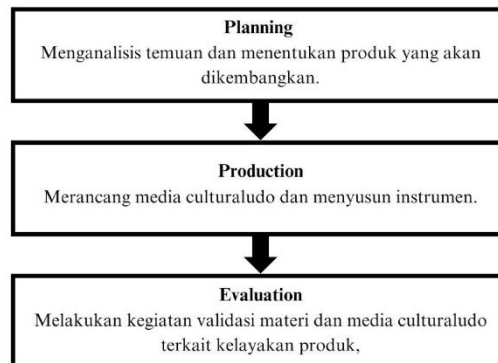 Planning
Menganalisis temuan dan menentukan produk yang akan
dikembangkan.
Production
Merancang media culturaludo dan menyusun instrumen.
Evaluation
Melakukan kegiatan validasi materi dan media culturaludo
terkait kelayakan produk,